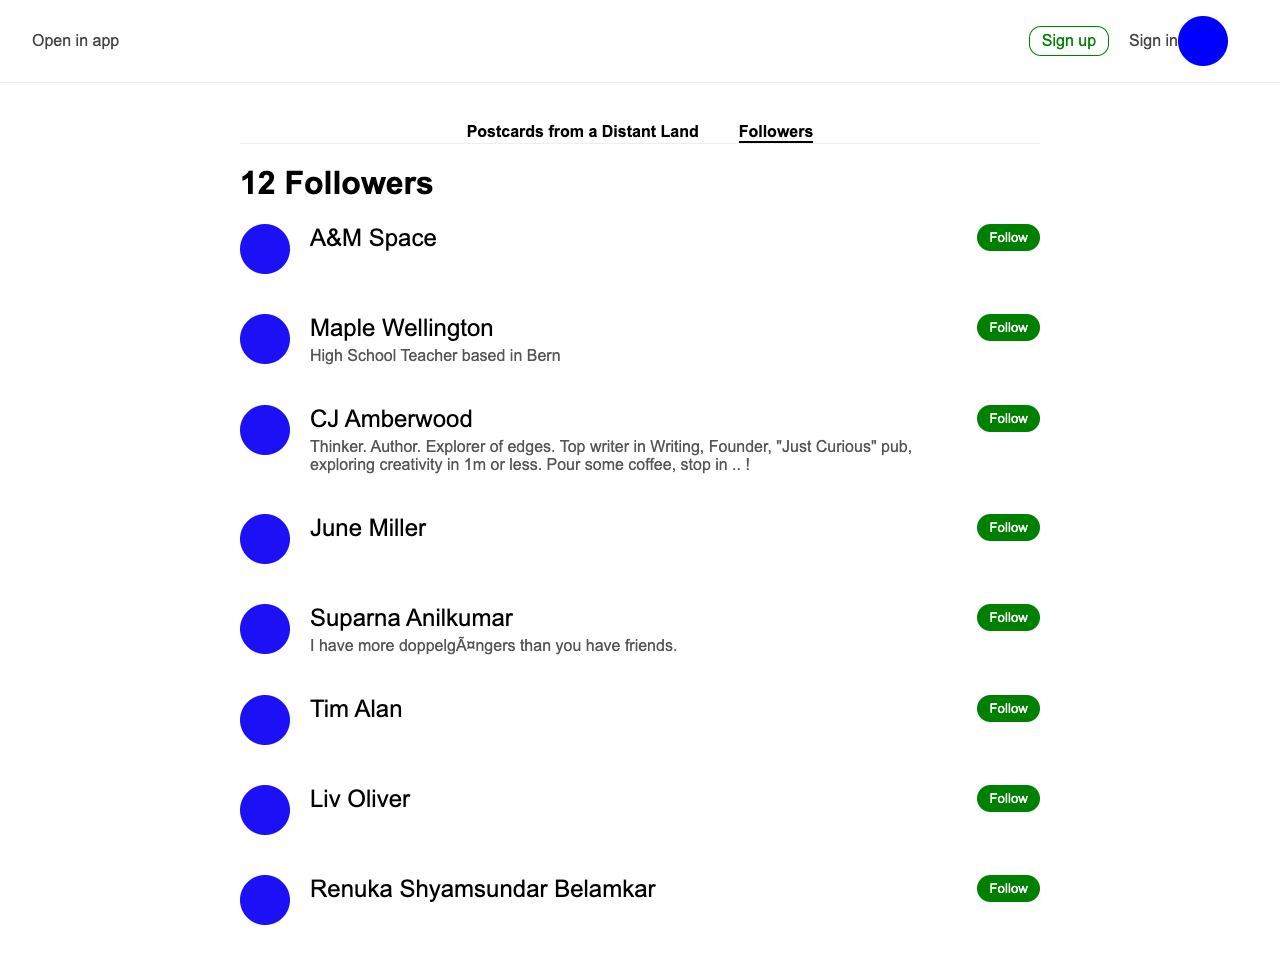 Open in app
Sign up
Sign in
Postcards from a Distant Land
Followers
12 Followers
A&M Space
Follow
Maple Wellington
Follow
High School Teacher based in Bern
CJ Amberwood
Follow
Thinker. Author. Explorer of edges. Top writer in Writing, Founder, "Just Curious" pub,
exploring creativity in 1m or less. Pour some coffee, stop in .. !
June Miller
Follow
Suparna Anilkumar
Follow
I have more doppelgÃ¤ngers than you have friends.
Tim Alan
Follow
Liv Oliver
Follow
Renuka Shyamsundar Belamkar
Follow